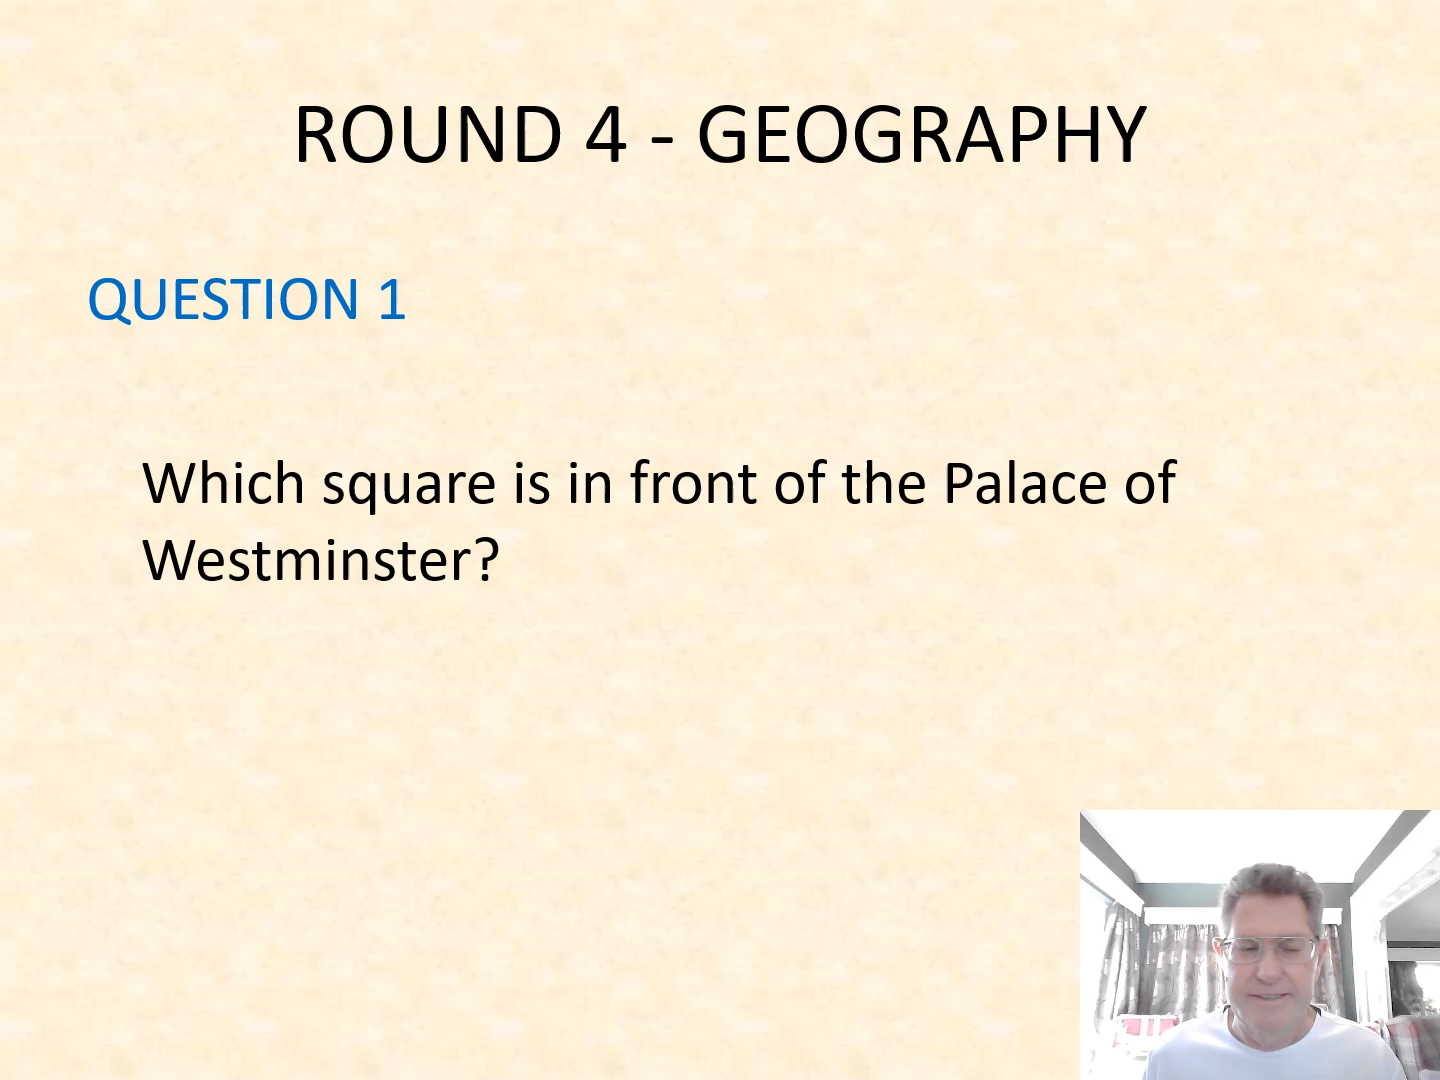 ROUND 4 - GEOGRAPHY
QUESTION 1
Which square is in front of the Palace of
Westminster?